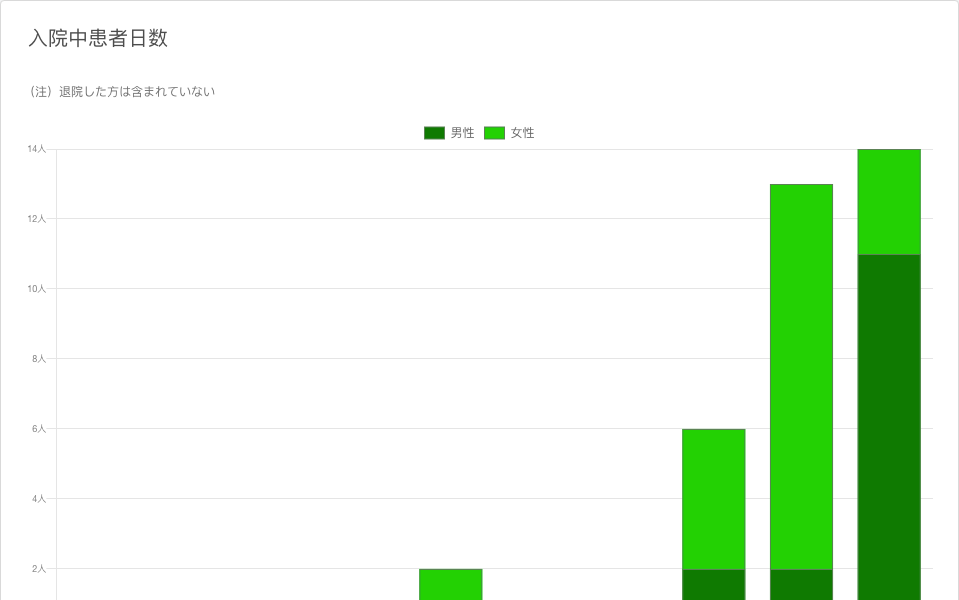 入院中患者日数
（注）退院した方は含まれていない
男性 女性
14人
12人
10人
8人
6人
4人
2人